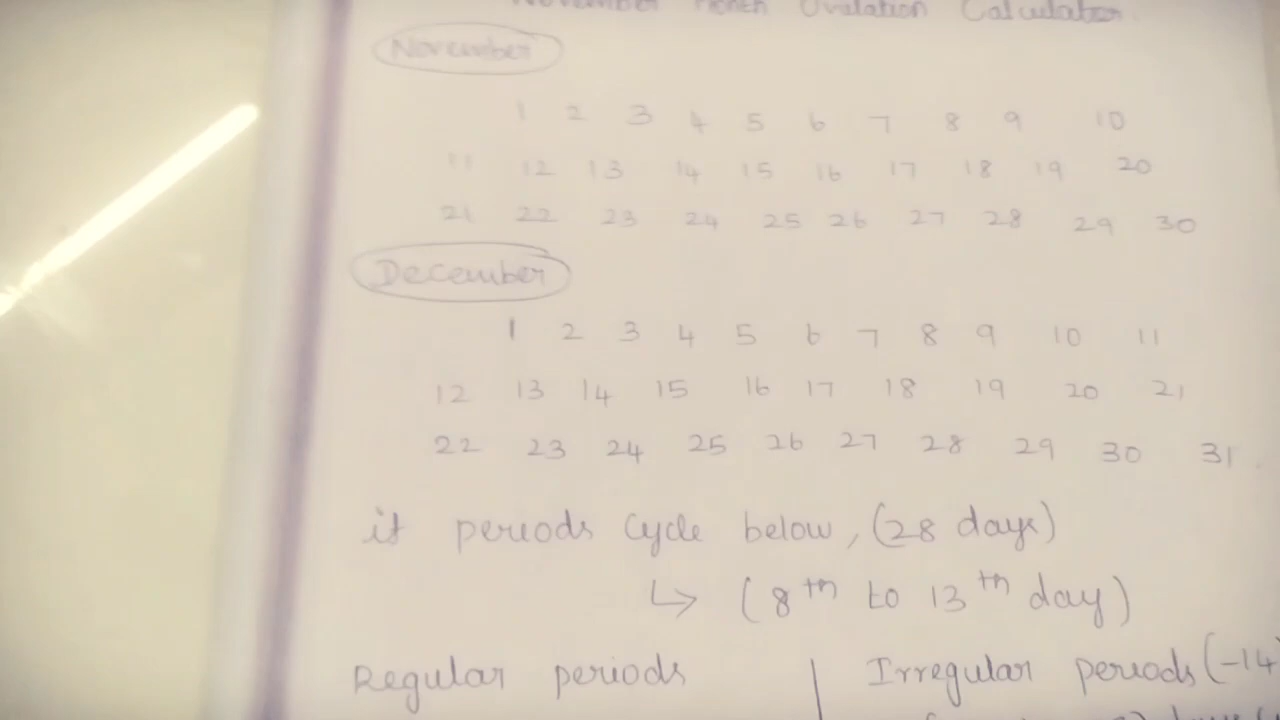 November Month Ovulation Calculator
November
1 2 3 4 5 6 7 8 9 10
11 12 13 14 15 16 17 18 19 20
21 22 23 24 25 26 27 28 29 30
December
1 2 3 4 5 6 7 8 9 10 11
12 13 14 15 16 17 18 19 20 21
22 23 24 25 26 27 28 29 30 31
if periods cycle below, (28 days)
↳ (8th to 13th day)
Regular periods | Irregular periods (-14